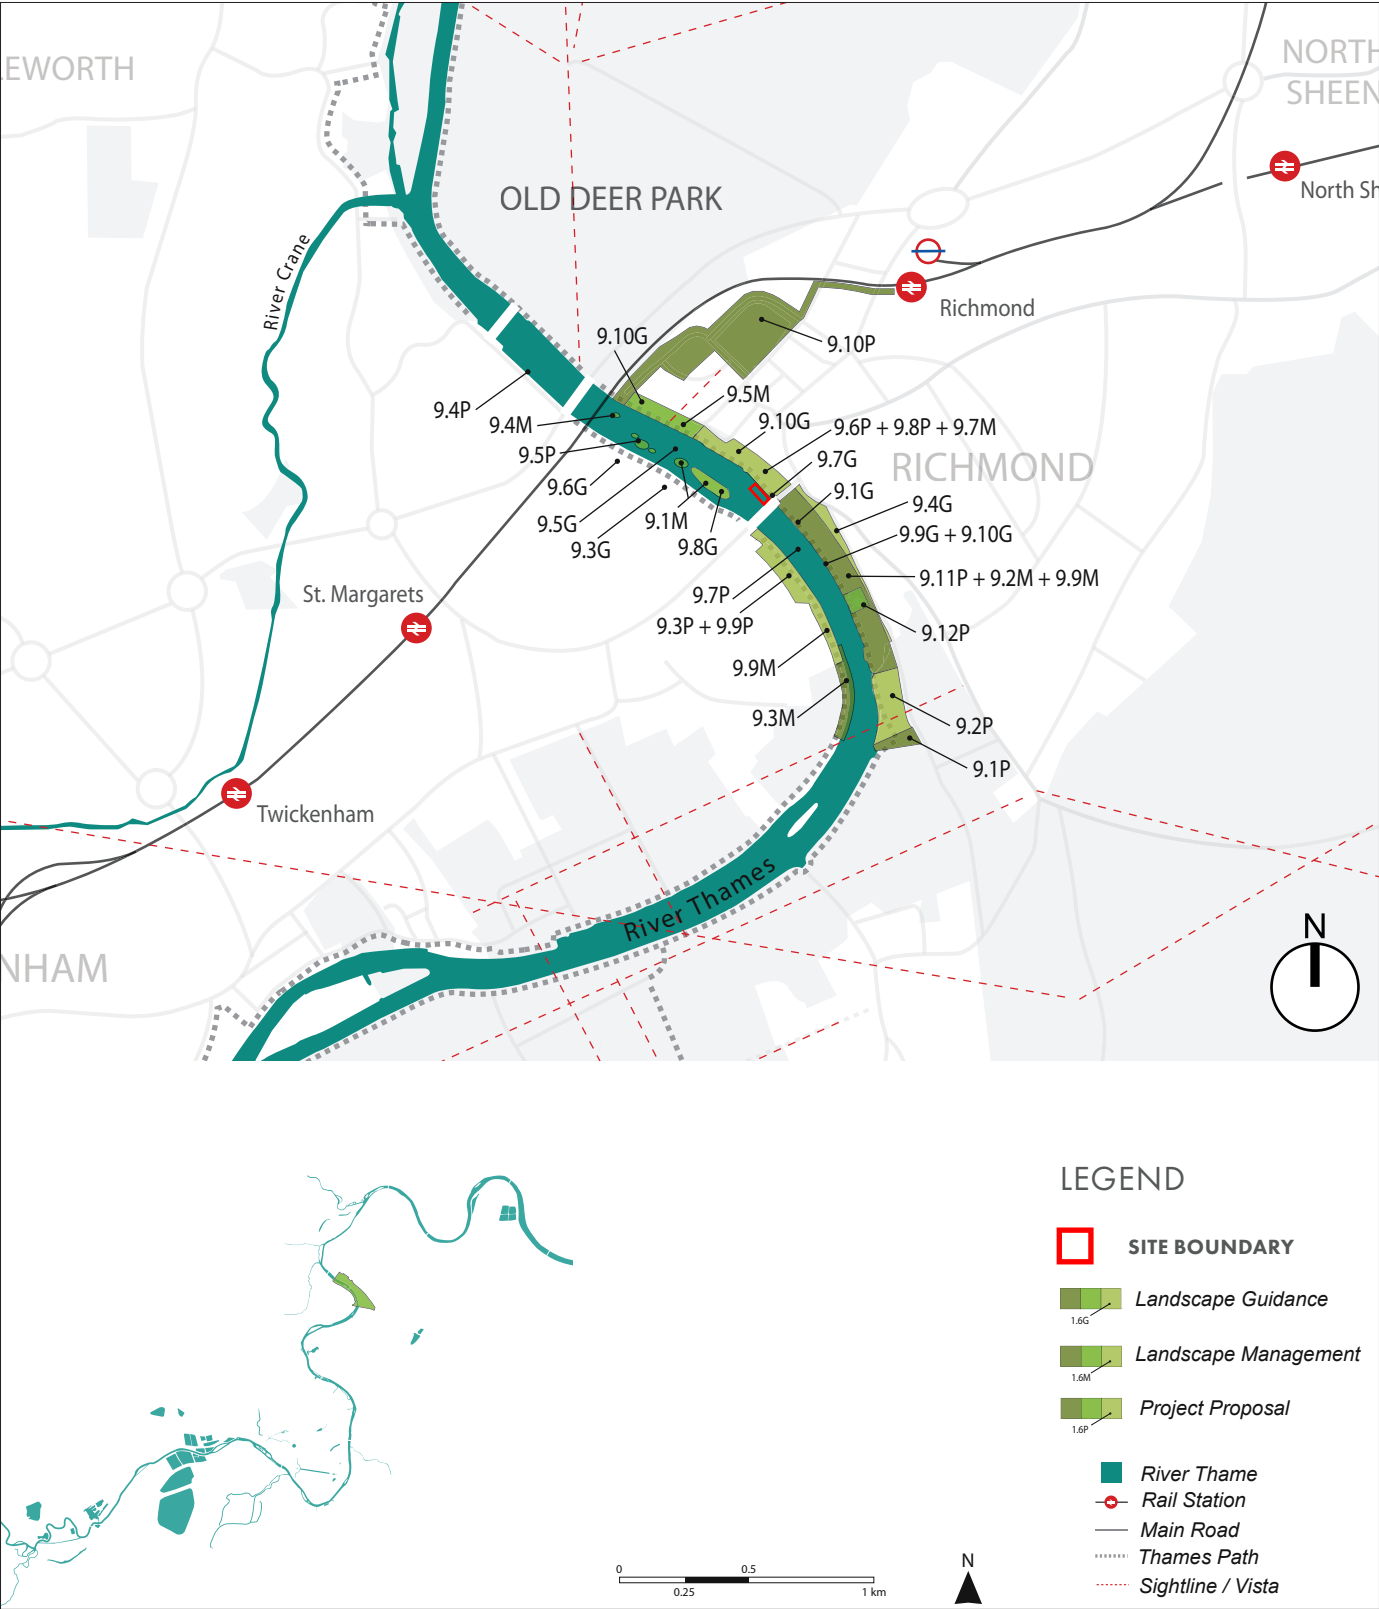 EWORTH
NORTH
SHEEN
North Sh
OLD DEER PARK
River Crane
Richmond
9.10G
9.10P
9.4P
9.5M
9.4M
9.10G
9.6P + 9.8P + 9.7M
9.5P
9.7G
RICHMOND
9.6G
9.1G
9.4G
9.5G
9.1M
9.9G + 9.10G
9.3G
9.8G
9.11P + 9.2M + 9.9M
St. Margarets
9.7P
9.3P + 9.9P
9.12P
9.9M
9.3M
9.2P
9.1P
Twickenham
River Thames
N
NHAM
LEGEND
SITE BOUNDARY
Landscape Guidance
1.6G
Landscape Management
1.6M
Project Proposal
1.6P
River Thame
Rail Station
Main Road
Thames Path
Sightline / Vista
N
0 0.5
0.25 1 km